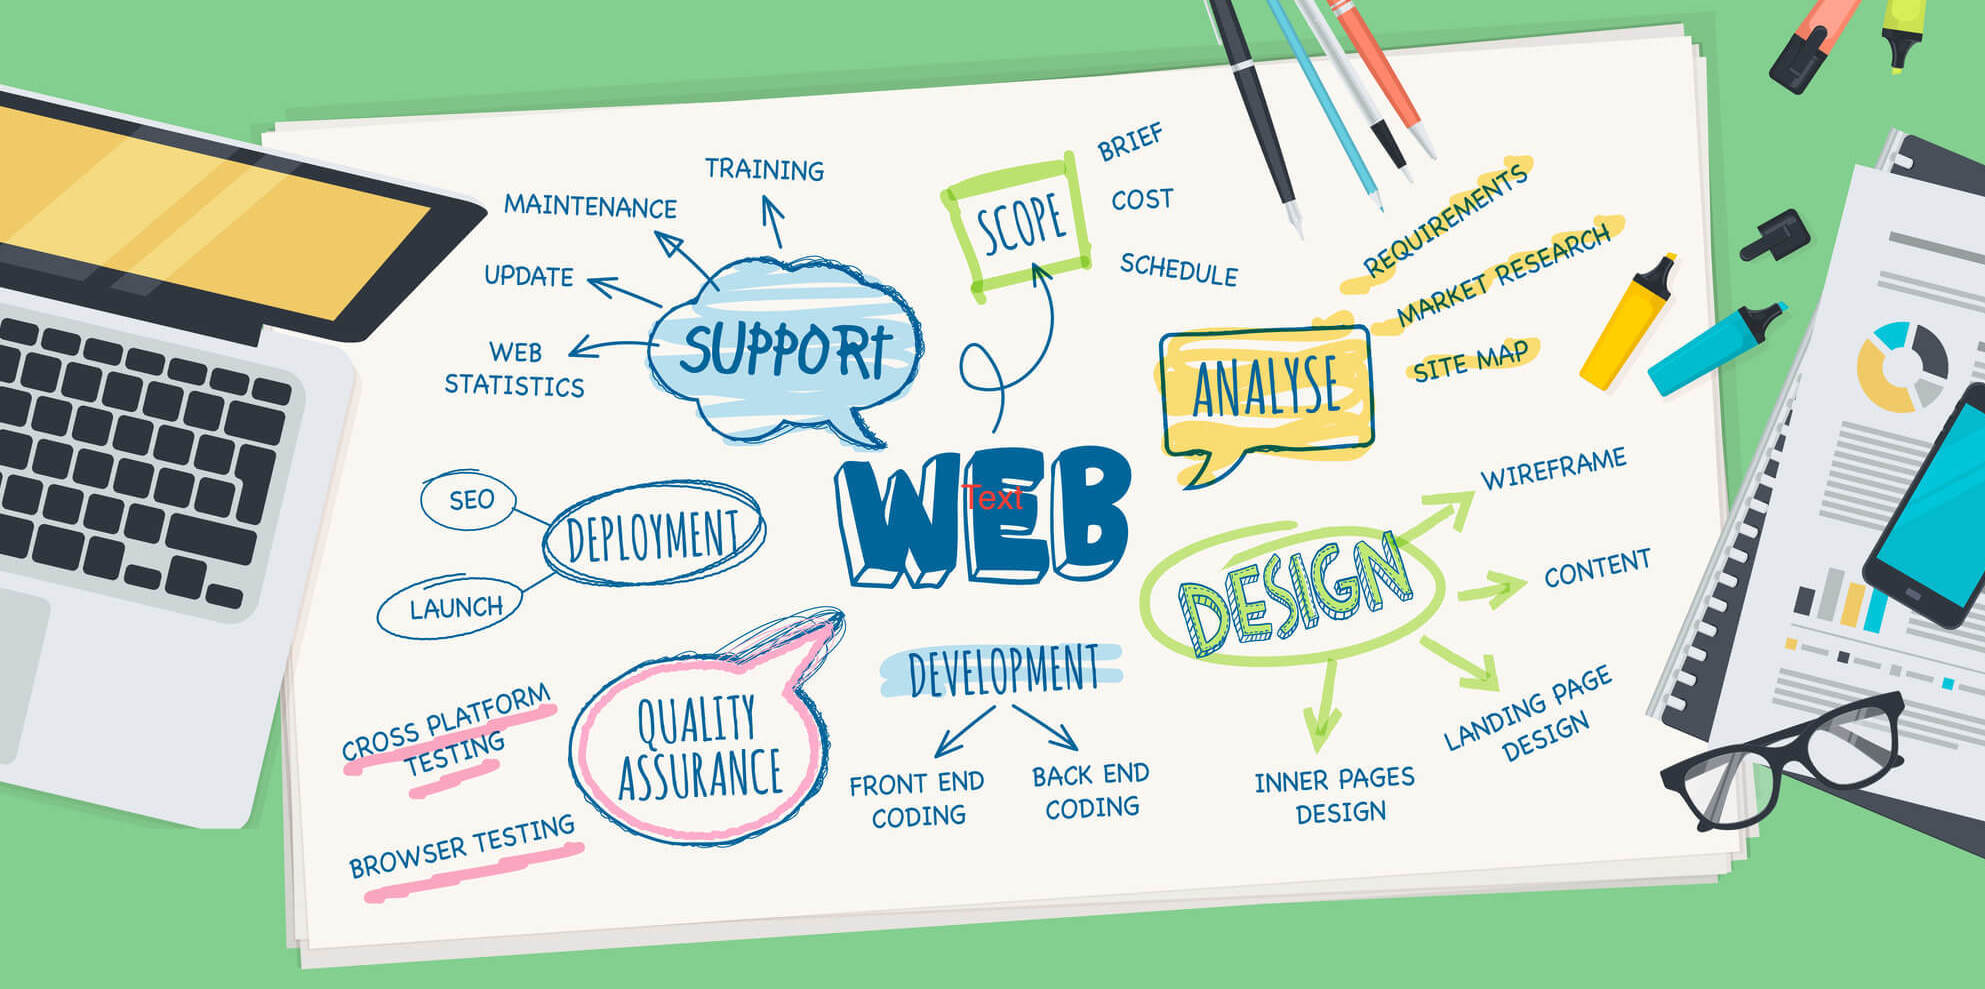 TRAINING
MAINTENANCE
UPDATE
WEB
STATISTICS
SUPPORT
SCOPE
BRIEF
COST
SCHEDULE
REQUIREMENTS
MARKET RESEARCH
SITE MAP
ANALYSE
SEO
DEPLOYMENT
LAUNCH
WEB
Text
DESIGN
WIREFRAME
CONTENT
LANDING PAGE
DESIGN
INNER PAGES
DESIGN
DEVELOPMENT
FRONT END
CODING
BACK END
CODING
QUALITY
ASSURANCE
CROSS PLATFORM
TESTING
BROWSER TESTING